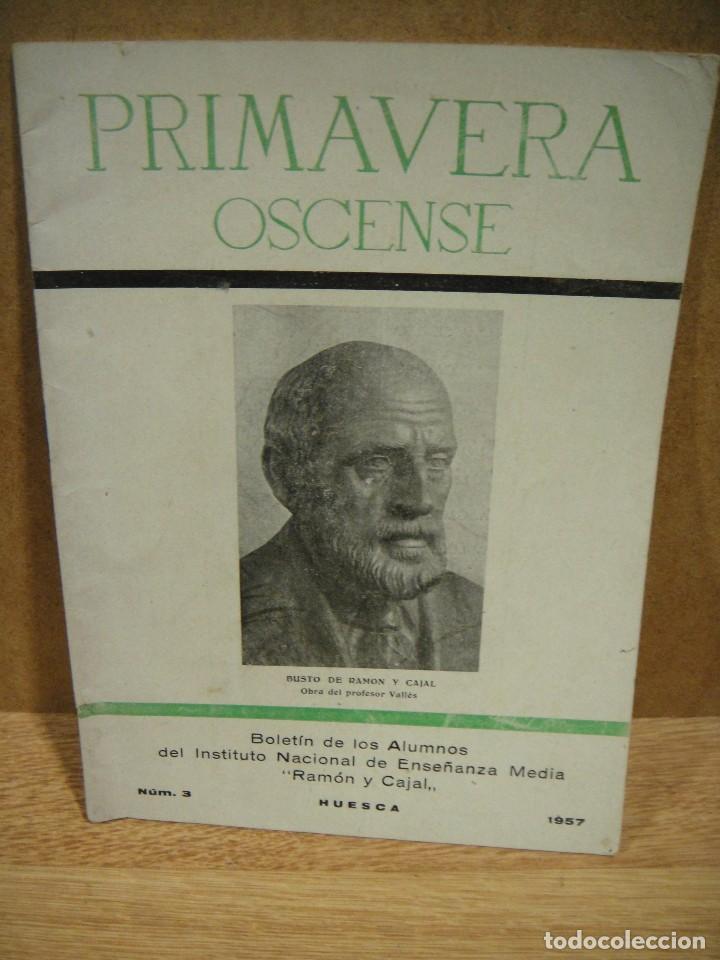 PRIMAVERA
OSCENSE
BUSTO DE RAMON Y CAJAL
Obra del profesor Vallés
Boletín de los Alumnos
del Instituto Nacional de Enseñanza Media
"Ramón y Cajal„
Núm. 3
HUESCA
1957
todocoleccion